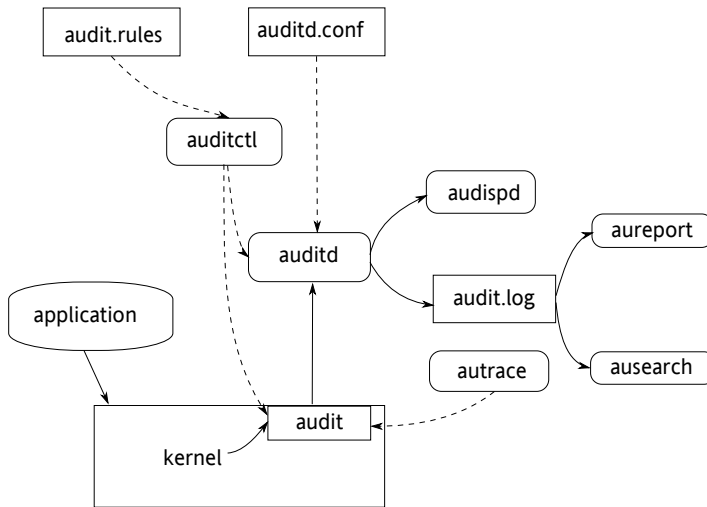 audit.rules
auditd.conf
auditctl
audispd
auditd
aureport
audit.log
application
autrace
ausearch
audit
kernel